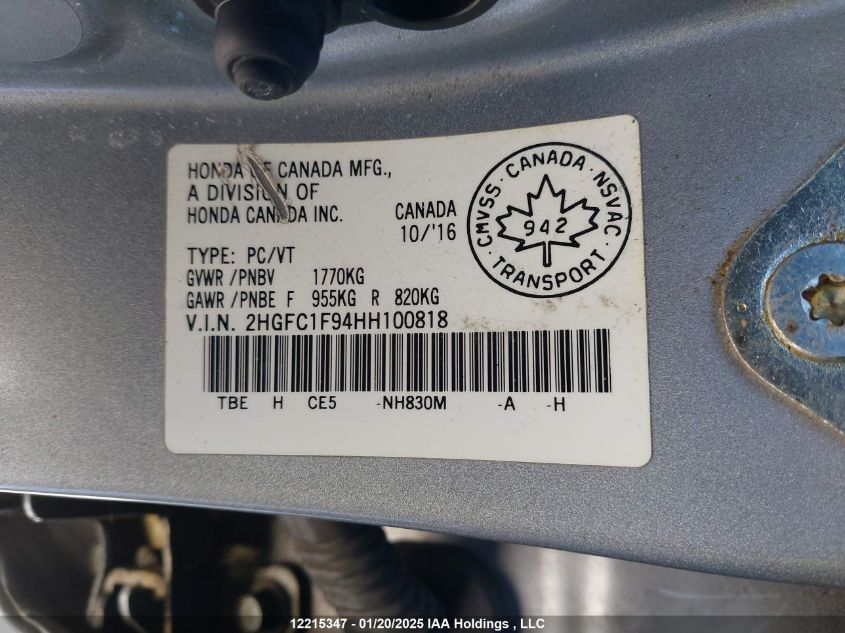 HONDA OF CANADA MFG.,
A DIVISION OF
HONDA CANADA INC.
CANADA
10/'16
CMVSS · CANADA · NSVAC
942
· TRANSPORT ·
TYPE: PC/VT
GVWR /PNBV 1770KG
GAWR /PNBE F 955KG R 820KG
V.I.N. 2HGFC1F94HH100818
TBE H CE5 -NH830M -A -H
12215347 - 01/20/2025 IAA Holdings , LLC